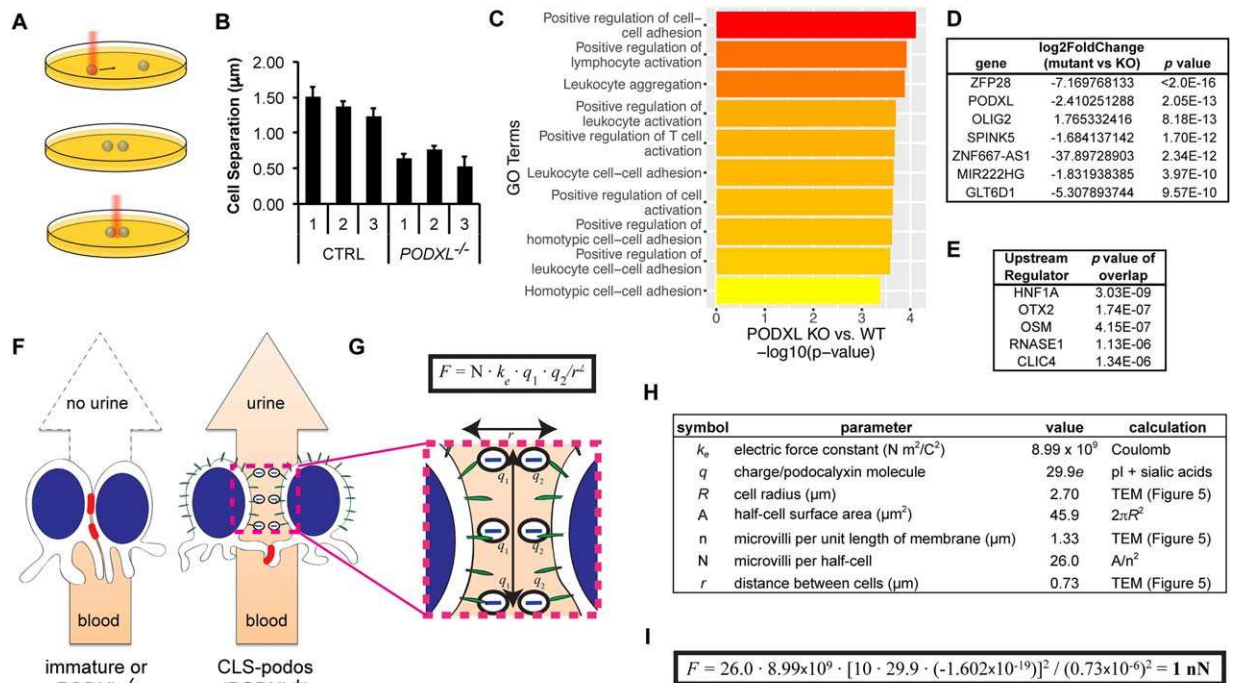 A
B
Cell Separation (µm)
2.00
1.50
1.00
0.50
0.00
1 2 3 1 2 3
CTRL PODXL-/-
C
GO Terms
Positive regulation of cell-
cell adhesion
Positive regulation of
lymphocyte activation
Leukocyte aggregation
Positive regulation of
leukocyte activation
Positive regulation of T cell
activation
Leukocyte cell-cell adhesion
Positive regulation of cell
activation
Positive regulation of
homotypic cell-cell adhesion
Positive regulation of
leukocyte cell-cell adhesion
Homotypic cell-cell adhesion
0 1 2 3 4
PODXL KO vs. WT
−log10(p−value)
D
gene log2FoldChange (mutant vs KO) p value
ZFP28 -7.169768133 <2.0E-16
PODXL -2.410251288 2.05E-13
OLIG2 1.765332416 8.18E-13
SPINK5 -1.684137142 1.70E-12
ZNF667-AS1 -37.89728903 2.34E-12
MIR222HG -1.831938385 3.97E-10
GLT6D1 -5.307893744 9.57E-10
E
Upstream Regulator p value of overlap
HNF1A 3.03E-09
OTX2 1.74E-07
OSM 4.15E-07
RNASE1 1.13E-06
CLIC4 1.34E-06
F
no urine
urine
blood
blood
immature or
CLS-podos
G
F = N · ke · q1 · q2/r2
r
q1 q2
q1 q2
q1 q2
H
symbol parameter value calculation
ke electric force constant (N m2/C2) 8.99 x 10⁹ Coulomb
q charge/podocalyxin molecule 29.9e pI + sialic acids
R cell radius (µm) 2.70 TEM (Figure 5)
A half-cell surface area (µm2) 45.9 2πR2
n microvilli per unit length of membrane (µm) 1.33 TEM (Figure 5)
N microvilli per half-cell 26.0 A/n2
r distance between cells (µm) 0.73 TEM (Figure 5)
I
F = 26.0 · 8.99x10⁹ · [10 · 29.9 · (-1.602x10⁻¹⁹)]² / (0.73x10⁻⁶)² = 1 nN